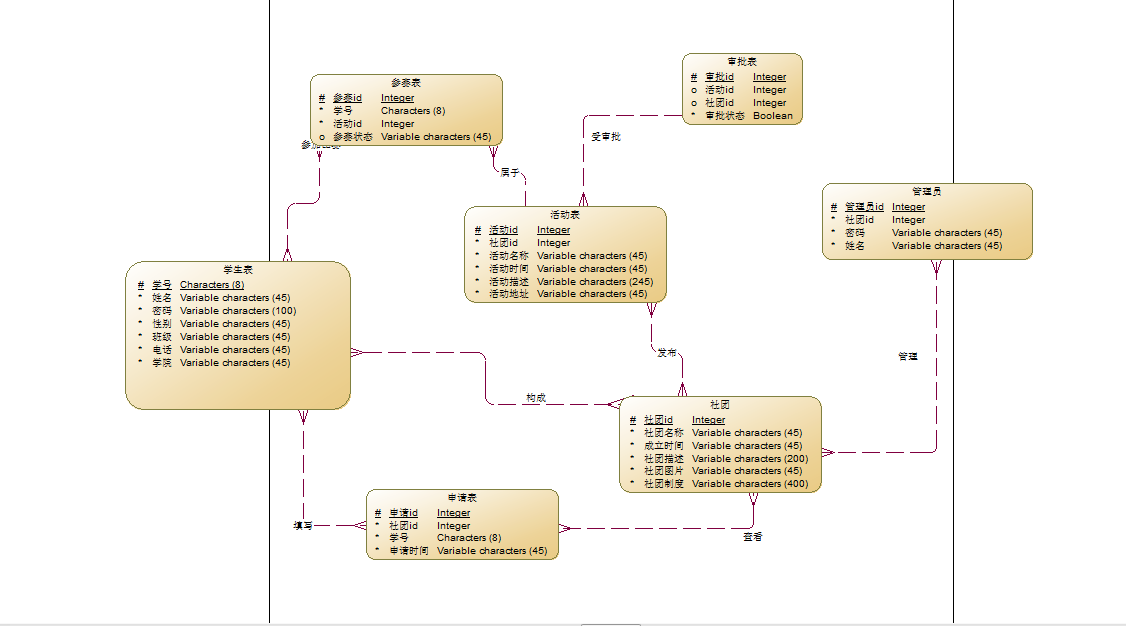 参赛表
# 参赛id Integer
* 学号 Characters (8)
* 活动id Integer
o 参赛状态 Variable characters (45)
审批表
# 审批id Integer
o 活动id Integer
o 社团id Integer
* 审批状态 Boolean
受审批
属于
管理员
# 管理员id Integer
* 社团id Integer
* 密码 Variable characters (45)
* 姓名 Variable characters (45)
活动表
# 活动id Integer
* 社团id Integer
* 活动名称 Variable characters (45)
* 活动时间 Variable characters (45)
* 活动描述 Variable characters (245)
* 活动地址 Variable characters (45)
学生表
# 学号 Characters (8)
* 姓名 Variable characters (45)
* 密码 Variable characters (100)
* 性别 Variable characters (45)
* 班级 Variable characters (45)
* 电话 Variable characters (45)
* 学院 Variable characters (45)
发布
管理
构成
社团
# 社团id Integer
* 社团名称 Variable characters (45)
* 成立时间 Variable characters (45)
* 社团描述 Variable characters (200)
* 社团图片 Variable characters (45)
* 社团制度 Variable characters (400)
申请表
# 申请id Integer
* 社团id Integer
* 学号 Characters (8)
* 申请时间 Variable characters (45)
填写
查看